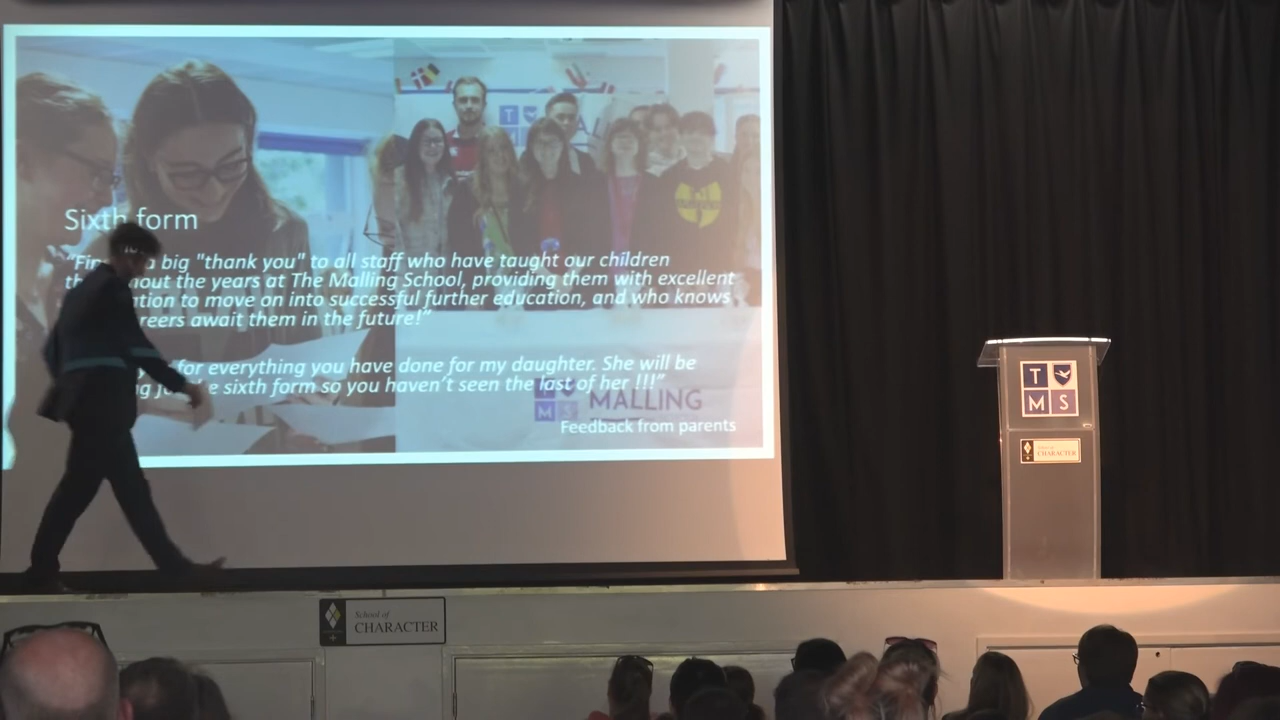 Sixth form
a big "thank you" to all staff who have taught our children
the years at The Malling School, providing them with excellent
to move on into successful further education, and who knows
await them in the future!"
for everything you have done for my daughter. She will be
sixth form so you haven't seen the last of her !!!"
T
M S
MALLING
Feedback from parents
T
M S
CHARACTER
School of
CHARACTER